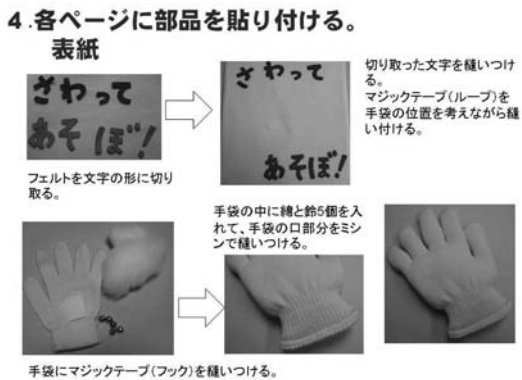 4.各ページに部品を貼り付ける。
表紙
さわって
あそぼ!
フェルトを文字の形に切り
取る。
さわって
あそぼ!
切り取った文字を縫いつけ
る。
マジックテープ(ループ)を
手袋の位置を考えながら縫
い付ける。
手袋の中に綿と鈴5個を入
れて、手袋の口部分をミシ
ンで縫いつける。
手袋にマジックテープ(フック)を縫いつける。